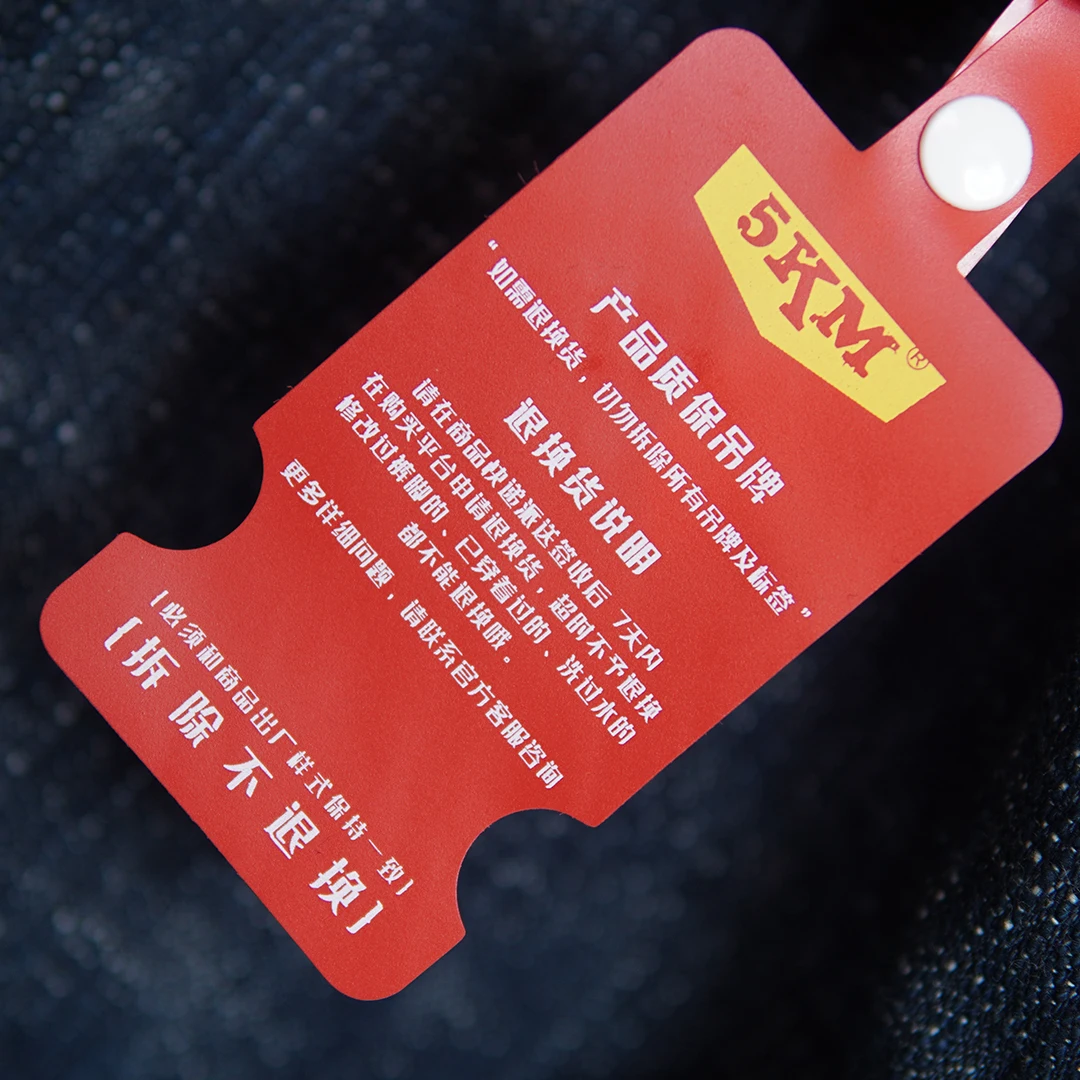 5KM®
产品质保吊牌
“如需退换货，切勿拆除所有吊牌及标签”
退换货说明
请在商品快递派送签收后 7天内
在购买平台申请退换货，超时不予退换
修改过裤脚的、已穿着过的、洗过水的
都不能退换哦。
更多详细问题，请联系官方客服咨询
[必须和商品出厂样式保持一致]
[拆除不退换]